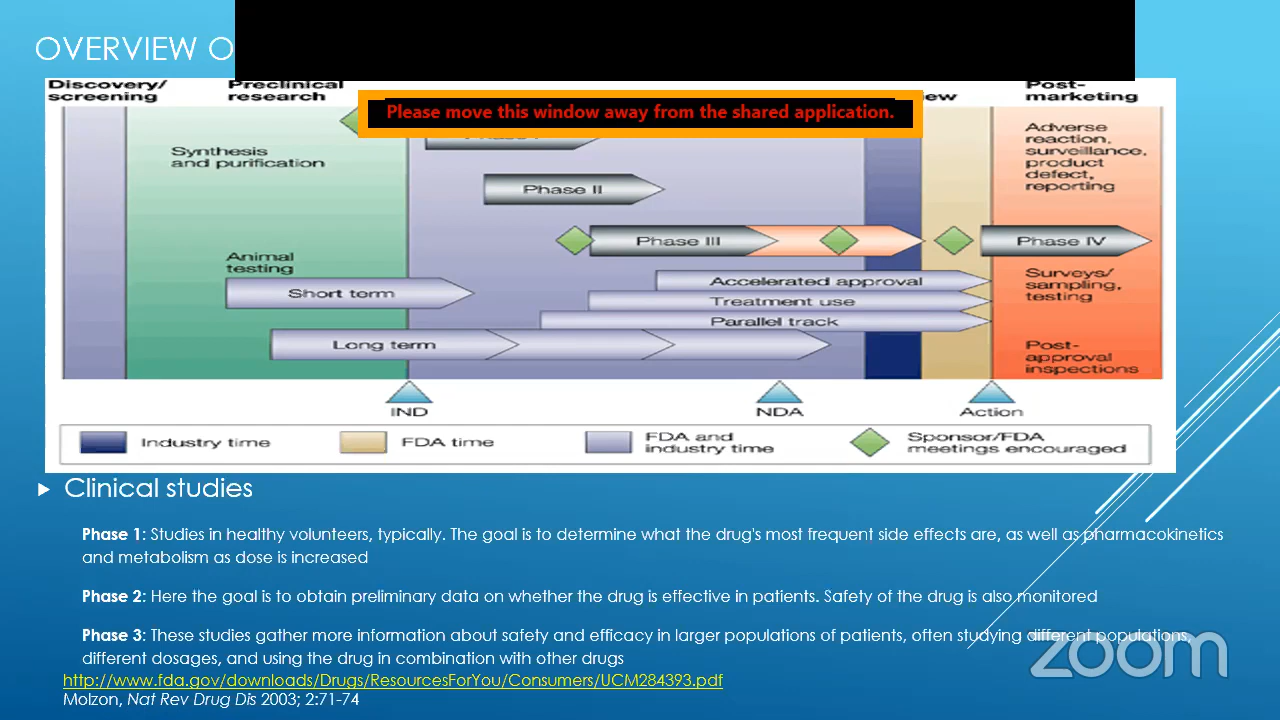 OVERVIEW O
Discovery/
screening
Preclinical
research
Please move this window away from the shared application.
ew
Post-
marketing
Synthesis
and purification
Adverse
reaction,
surveillance,
product
defect,
reporting
Phase II
Phase III
Phase IV
Animal
testing
Short term
Accelerated approval
Treatment use
Parallel track
Long term
Surveys/
sampling,
testing
Post-
approval
inspections
IND
NDA
Action
Industry time
FDA time
FDA and
industry time
Sponsor/FDA
meetings encouraged
Clinical studies
Phase 1: Studies in healthy volunteers, typically. The goal is to determine what the drug's most frequent side effects are, as well as pharmacokinetics
and metabolism as dose is increased
Phase 2: Here the goal is to obtain preliminary data on whether the drug is effective in patients. Safety of the drug is also monitored
Phase 3: These studies gather more information about safety and efficacy in larger populations of patients, often studying different populations,
different dosages, and using the drug in combination with other drugs
http://www.fda.gov/downloads/Drugs/ResourcesForYou/Consumers/UCM284393.pdf
Molzon, Nat Rev Drug Dis 2003; 2:71-74
zoom